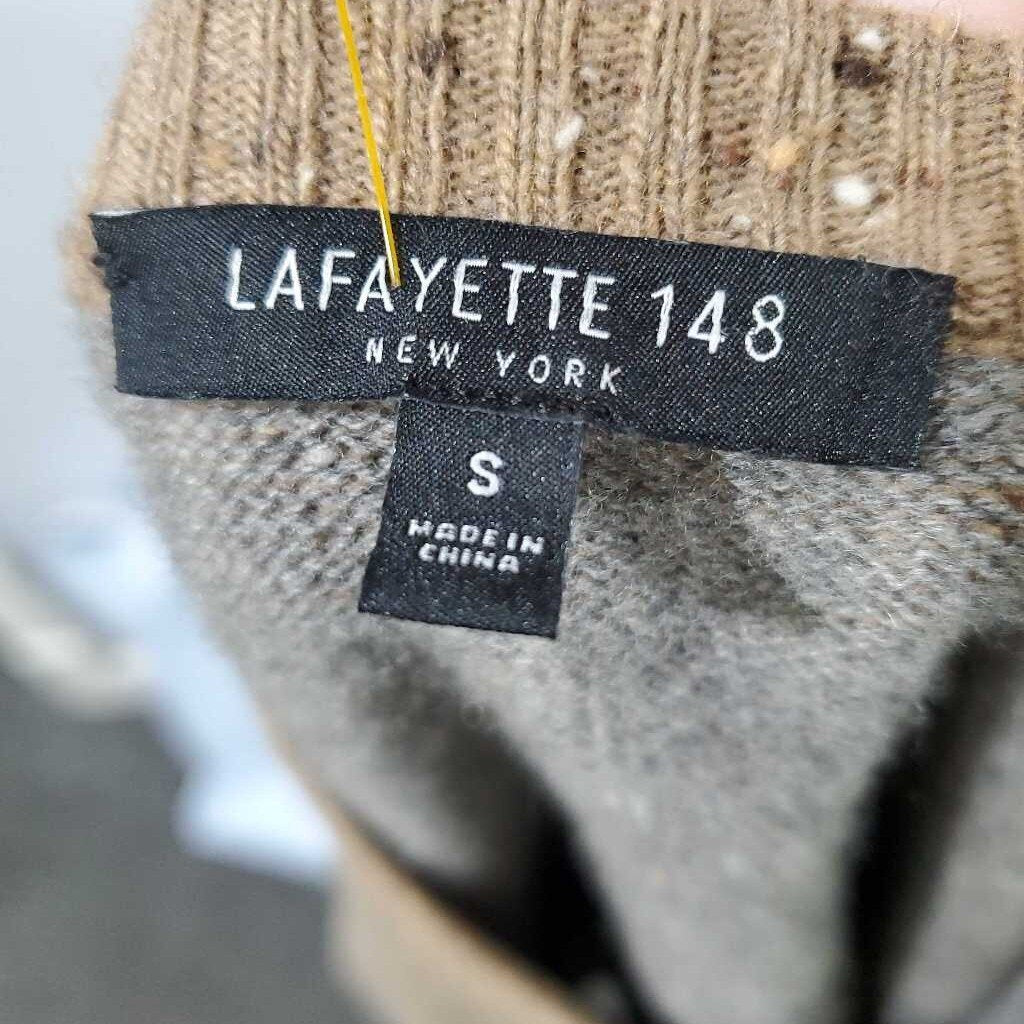 LAFAYETTE 148
NEW YORK
S
MADE IN
CHINA